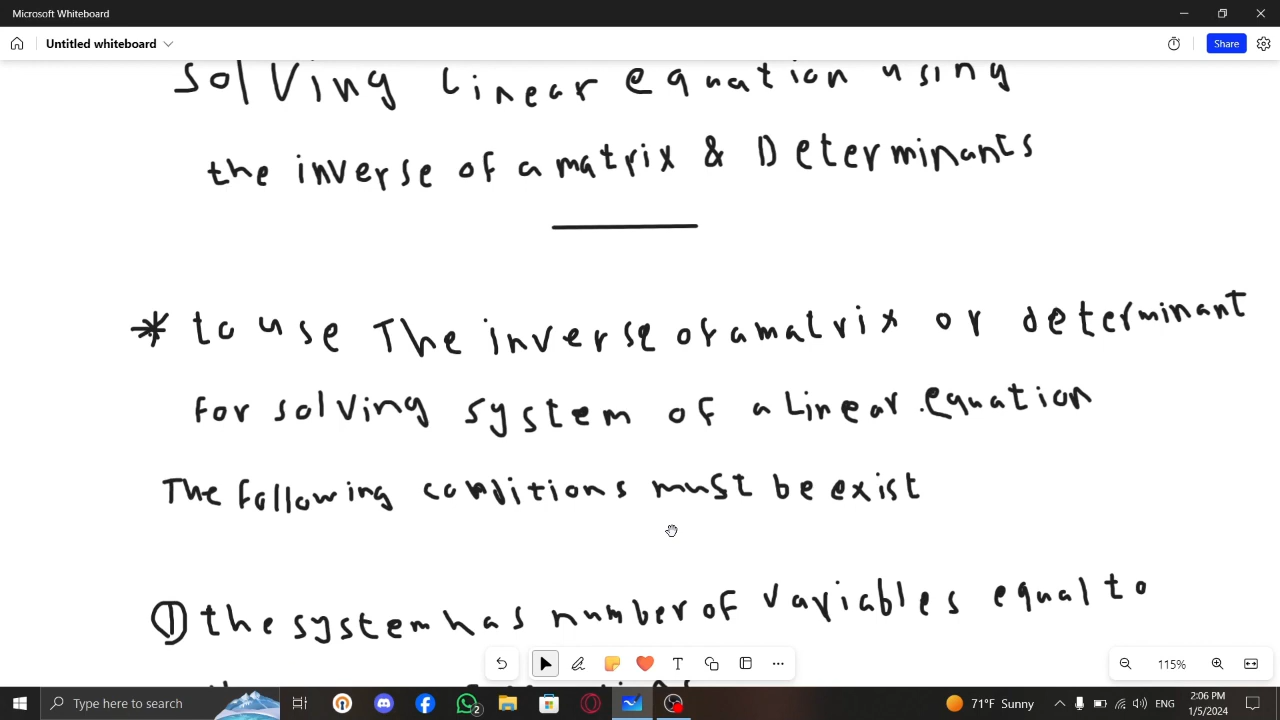 Microsoft Whiteboard
Untitled whiteboard
Share
Solving Linear equation using
the inverse of a matrix & Determinants
* to use The inverse of a matrix or determinant
For solving system of a Linear equation
The following conditions must be exist
① the system has number of variables equal to
115%
Type here to search
2
71°F Sunny
ENG
2:06 PM
1/5/2024